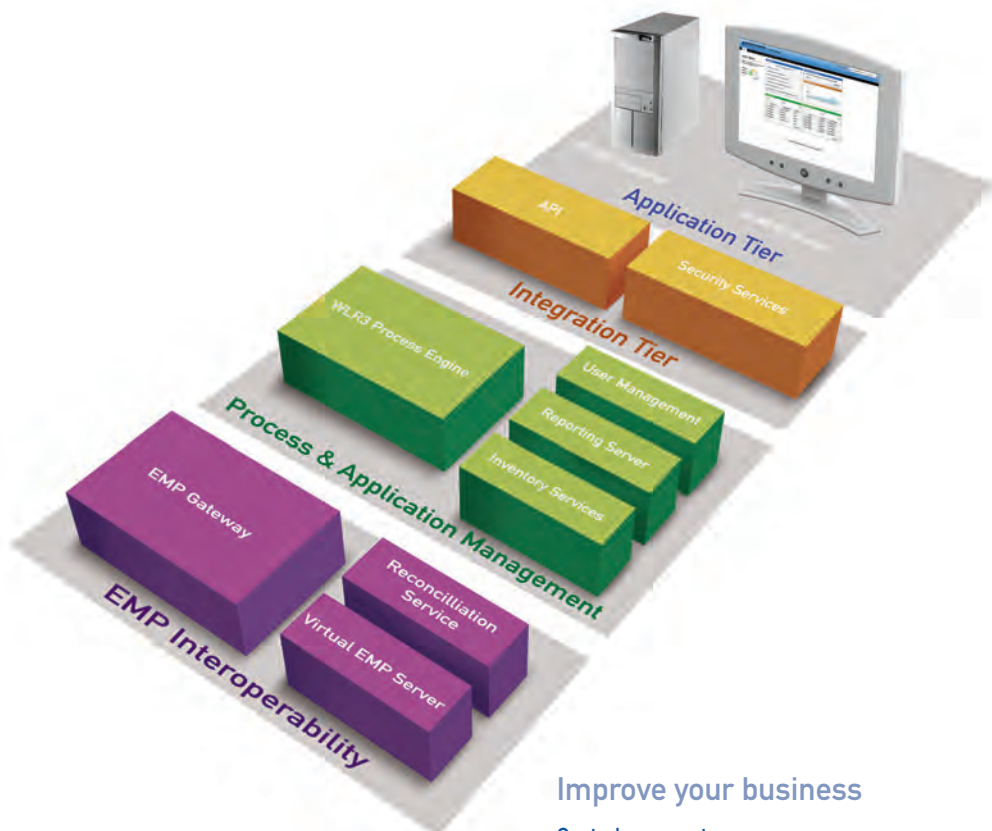 Application Tier
API
Security Services
Integration Tier
WLR3 Process Engine
User Management
Reporting Server
Inventory Services
Process & Application Management
EMP Gateway
Reconcilliation
Service
Virtual EMP Server
EMP Interoperability
Improve your business